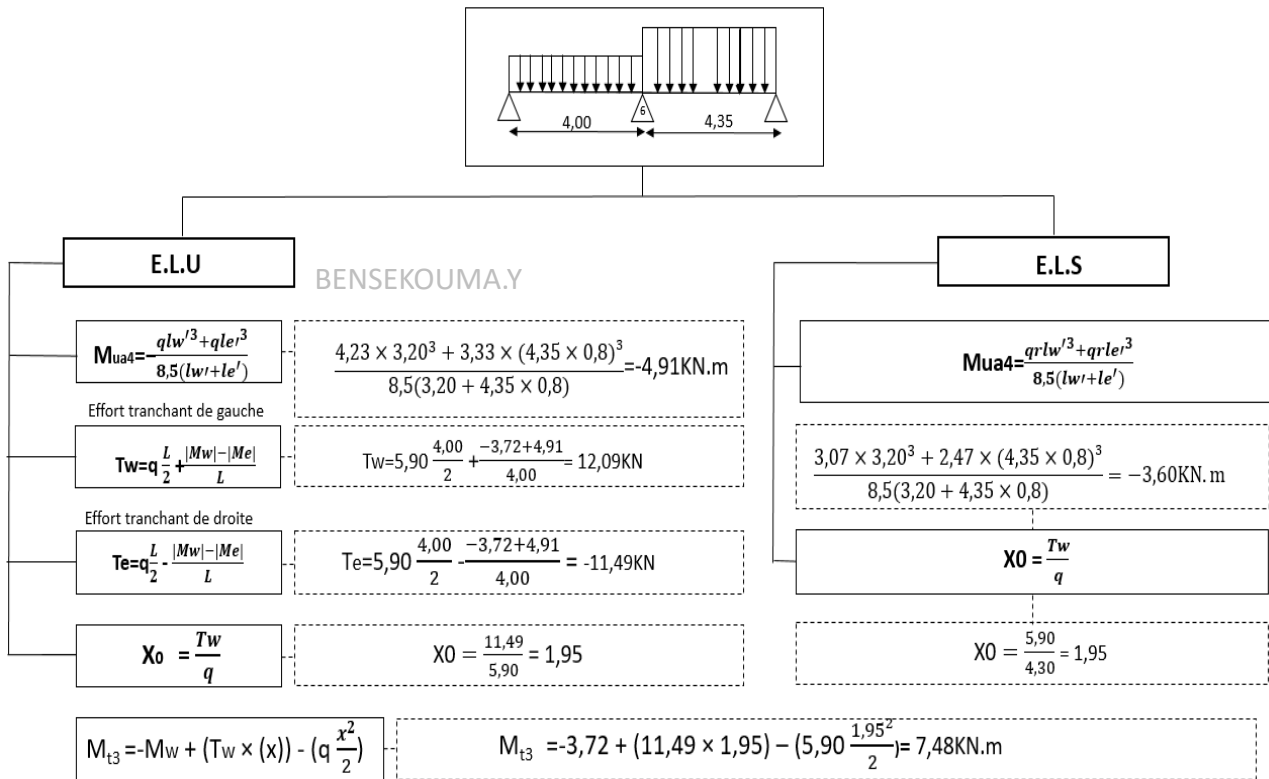 6
4,00 4,35
E.L.U
E.L.S
BENSEKOUMA.Y
Mua4=-(qlw′³+qle′³)/(8,5(lw′+le′))
(4,23 × 3,20³ + 3,33 × (4,35 × 0,8)³)/(8,5(3,20 + 4,35 × 0,8))=-4,91KN.m
Effort tranchant de gauche
Tw=q L/2 +(|Mw|−|Me|)/L
Tw=5,90 4,00/2 + (−3,72+4,91)/4,00 = 12,09KN
Effort tranchant de droite
Te=q L/2 - (|Mw|−|Me|)/L
Te=5,90 4,00/2 - (−3,72+4,91)/4,00 = -11,49KN
X₀ = Tw/q
X0 = 11,49/5,90 = 1,95
Mua4=(qrlw′³+qrle′³)/(8,5(lw′+le′))
(3,07 × 3,20³ + 2,47 × (4,35 × 0,8)³)/(8,5(3,20 + 4,35 × 0,8)) = −3,60KN.m
X0 = Tw/q
X0 = 5,90/4,30 = 1,95
Mt3 =-Mw + (Tw × (x)) - (q x²/2)
Mt3 =-3,72 + (11,49 × 1,95) − (5,90 1,95²/2)= 7,48KN.m